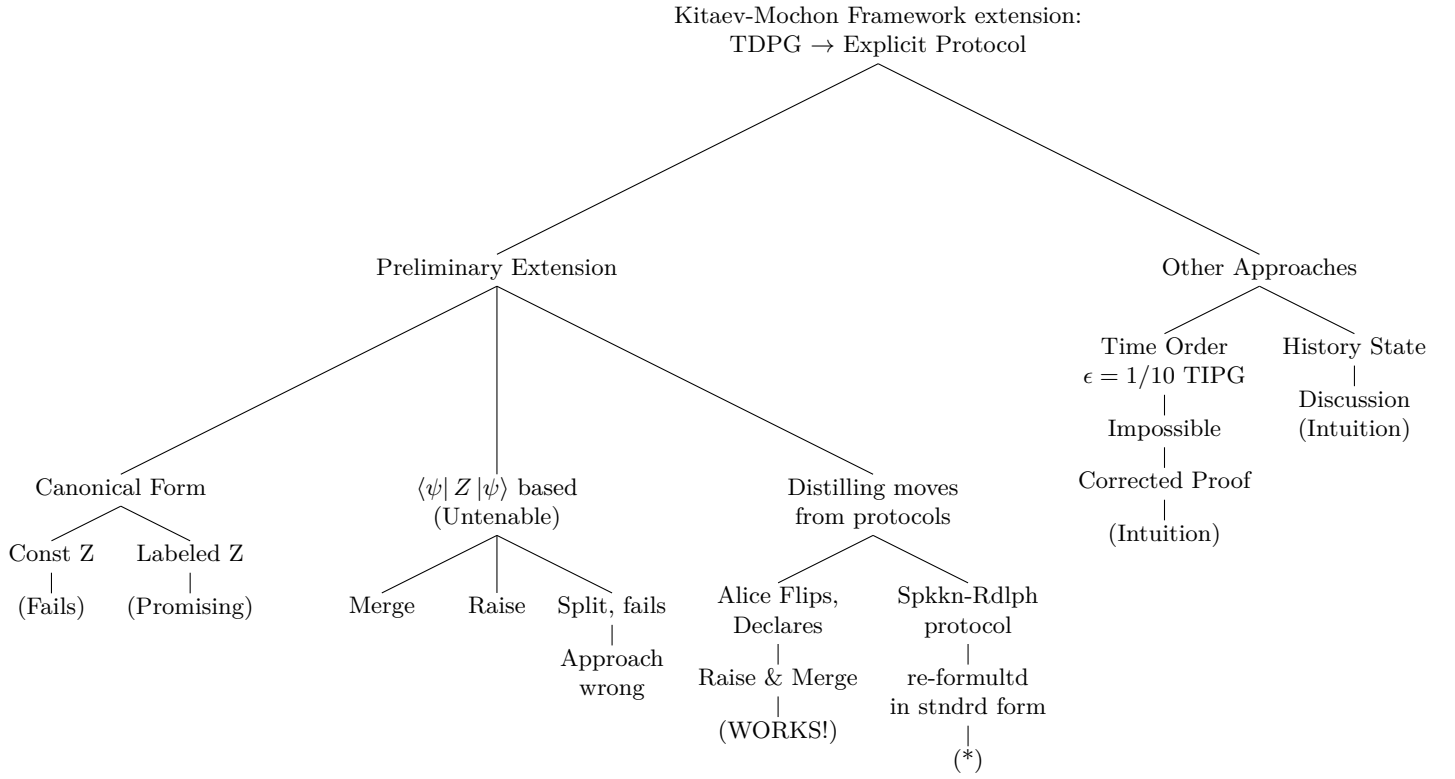 Kitaev-Mochon Framework extension:
TDPG → Explicit Protocol
Preliminary Extension
Other Approaches
Time Order
ϵ = 1/10 TIPG
Impossible
Corrected Proof
(Intuition)
History State
Discussion
(Intuition)
Canonical Form
Const Z
(Fails)
Labeled Z
(Promising)
⟨ψ| Z |ψ⟩ based
(Untenable)
Merge
Raise
Split, fails
Approach
wrong
Distilling moves
from protocols
Alice Flips,
Declares
Raise & Merge
(WORKS!)
Spkkn-Rdlph
protocol
re-formultd
in stndrd form
(*)